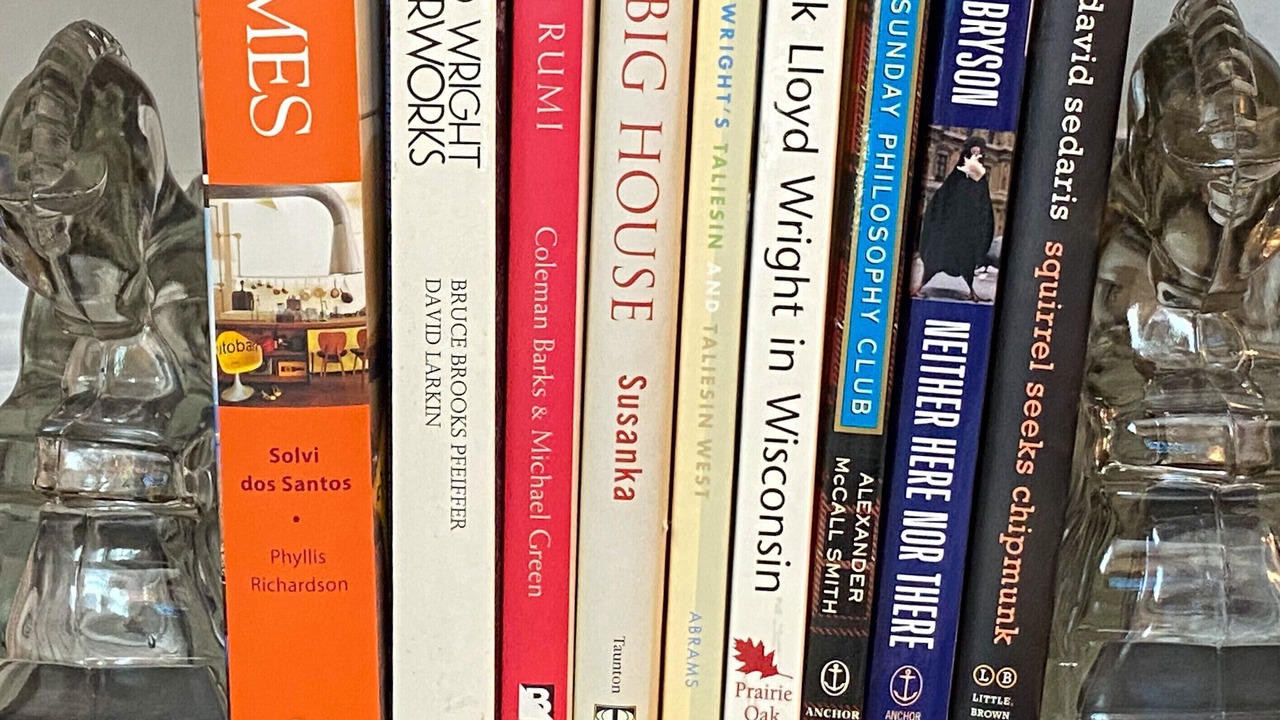 MES
utobar
Solvi
dos Santos
•
Phyllis
Richardson
WRIGHT
RWORKS
BRUCE BROOKS PFEIFFER
DAVID LARKIN
RUMI
Coleman Barks & Michael Green
BIG HOUSE Susanka
Taunton
WRIGHT'S TALIESIN AND TALIESIN WEST
ABRAMS
k Lloyd Wright in Wisconsin
Prairie
Oak
SUNDAY PHILOSOPHY CLUB
ALEXANDER
McCALL SMITH
ANCHOR
BRYSON
NEITHER HERE NOR THERE
ANCHOR
david sedaris squirrel seeks chipmunk
L B
LITTLE,
BROWN